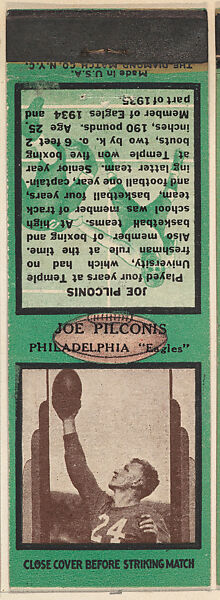 JOE PILCONIS
Played four years at Temple
University, which had no
freshman rule at the time.
Also member of boxing and
basketball teams. At high
school was member of track
team, basketball four years,
and football one year, captain-
ing latter team. Senior year
at Temple won five boxing
bouts, two by k. o. 6 feet 2
inches, 190 pounds. Age 25
Member of Eagles 1934 and
part of 1935
Made in U.S.A.
THE DIAMOND MATCH CO. N.Y.C.
JOE PILCONIS
PHILADELPHIA "Eagles"
24
CLOSE COVER BEFORE STRIKING MATCH